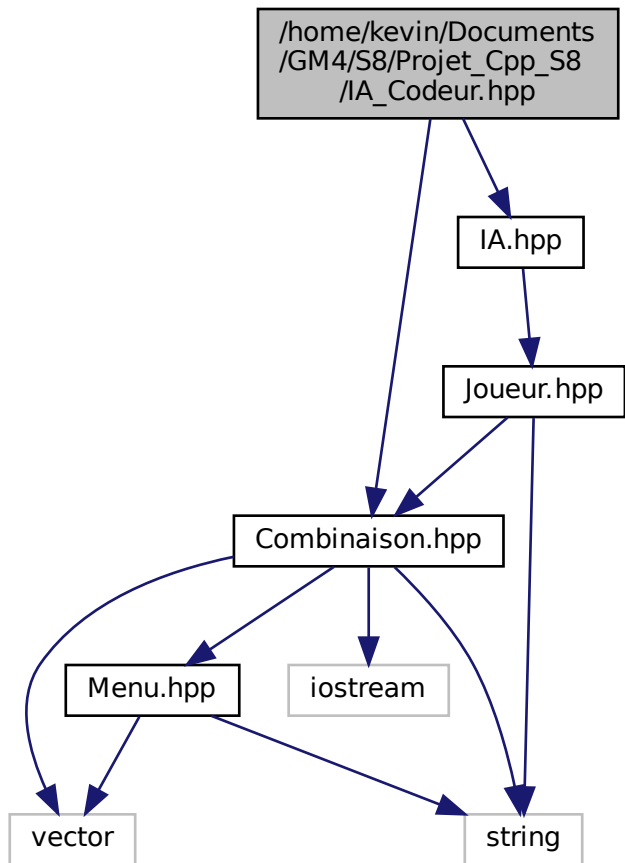 /home/kevin/Documents
/GM4/S8/Projet_Cpp_S8
/IA_Codeur.hpp
IA.hpp
Joueur.hpp
Combinaison.hpp
Menu.hpp
iostream
vector
string